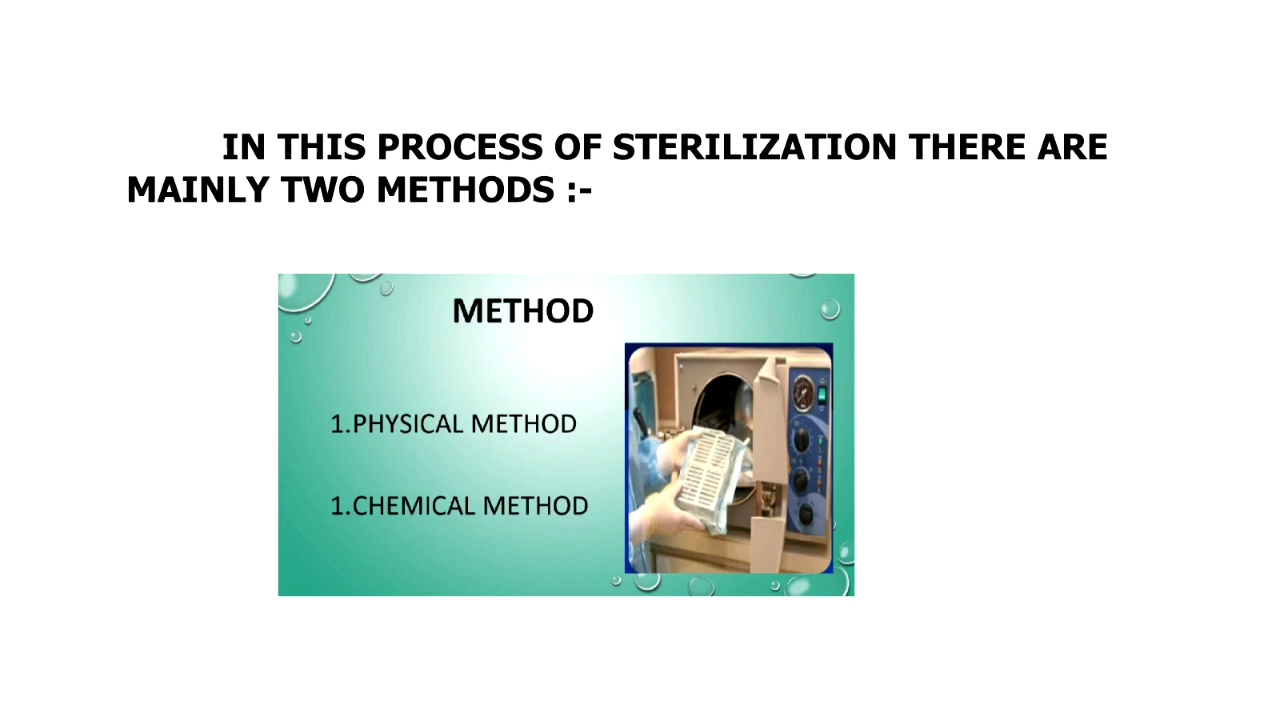 IN THIS PROCESS OF STERILIZATION THERE ARE
MAINLY TWO METHODS :-
METHOD
1.PHYSICAL METHOD
1.CHEMICAL METHOD